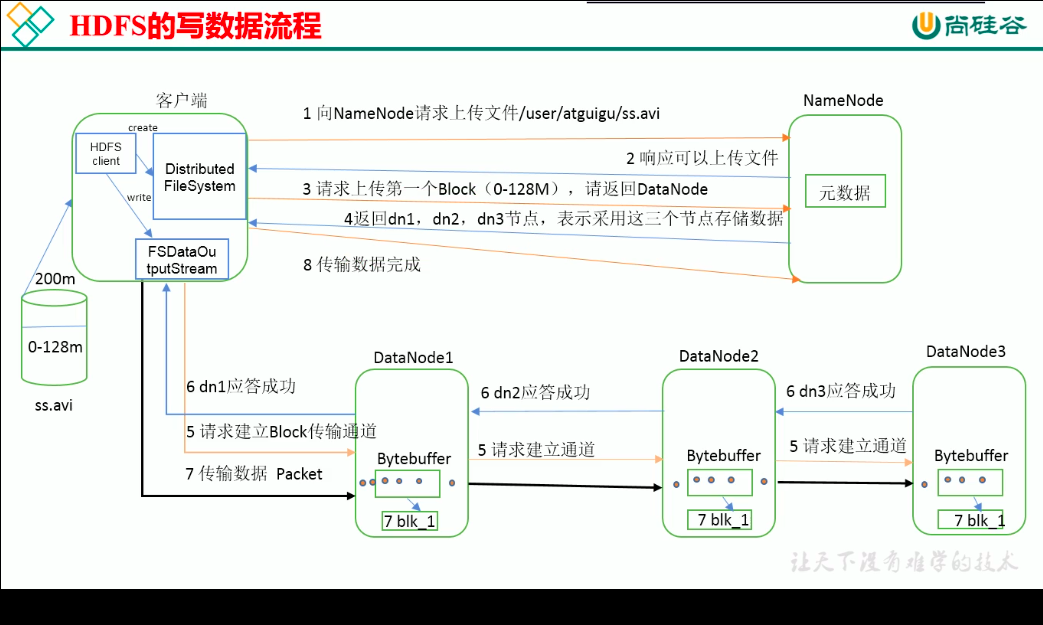 HDFS的写数据流程
尚硅谷
客户端
NameNode
create
HDFS
client
Distributed
FileSystem
write
FSDataOu
tputStream
1 向NameNode请求上传文件/user/atguigu/ss.avi
2 响应可以上传文件
3 请求上传第一个Block（0-128M），请返回DataNode
4返回dn1，dn2，dn3节点，表示采用这三个节点存储数据
8 传输数据完成
元数据
200m
0-128m
ss.avi
DataNode1
DataNode2
DataNode3
6 dn1应答成功
6 dn2应答成功
6 dn3应答成功
5 请求建立Block传输通道
5 请求建立通道
5 请求建立通道
7 传输数据 Packet
Bytebuffer
Bytebuffer
Bytebuffer
7 blk_1
7 blk_1
7 blk_1
让天下没有难学的技术